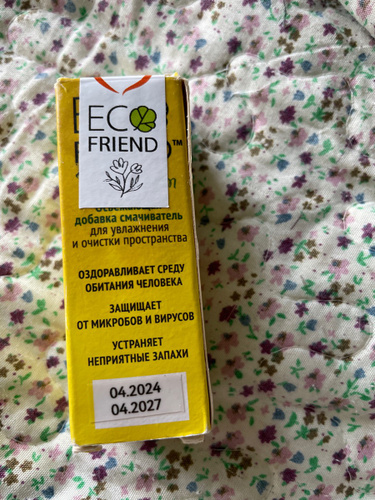 ECO
FRIEND
™
добавка смачиватель
для увлажнения
и очистки пространства
ОЗДОРАВЛИВАЕТ СРЕДУ
ОБИТАНИЯ ЧЕЛОВЕКА
ЗАЩИЩАЕТ
ОТ МИКРОБОВ И ВИРУСОВ
УСТРАНЯЕТ
НЕПРИЯТНЫЕ ЗАПАХИ
04.2024
04.2027